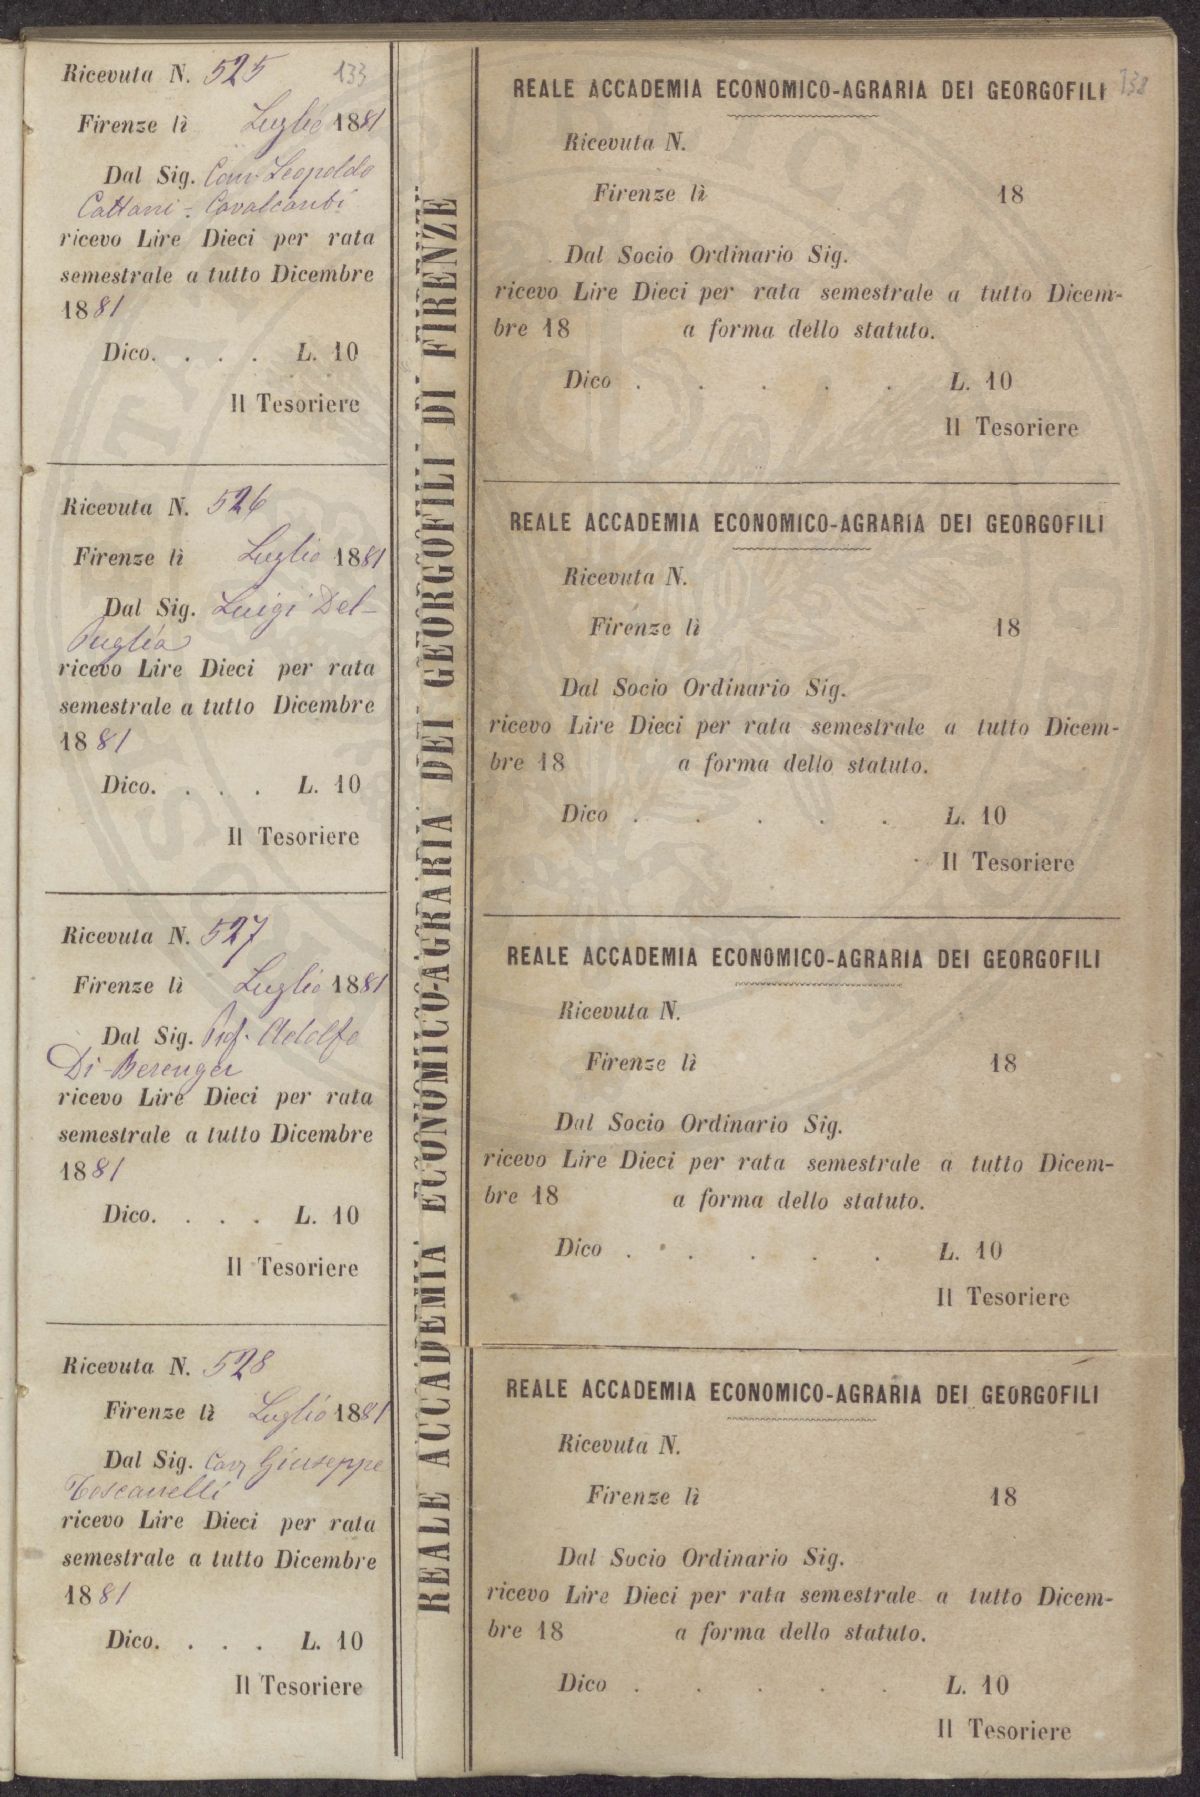 Ricevuta N. 525 133
Firenze lì Luglio 1881
Dal Sig. Cav. Leopoldo
Cattani - Cavalcanti
ricevo Lire Dieci per rata
semestrale a tutto Dicembre
1881
Dico. . . . L. 10
Il Tesoriere
Ricevuta N. 526
Firenze lì Luglio 1881
Dal Sig. Luigi Del-
Puglia
ricevo Lire Dieci per rata
semestrale a tutto Dicembre
1881
Dico. . . . L. 10
Il Tesoriere
Ricevuta N. 527
Firenze lì Luglio 1881
Dal Sig. Prof. Adolfo
Di-Berenger
ricevo Lire Dieci per rata
semestrale a tutto Dicembre
1881
Dico. . . . L. 10
Il Tesoriere
Ricevuta N. 528
Firenze lì Luglio 1881
Dal Sig. Cav Giuseppe
Toscanelli
ricevo Lire Dieci per rata
semestrale a tutto Dicembre
1881
Dico. . . . L. 10
Il Tesoriere
REALE ACCADEMIA ECONOMICO-AGRARIA DEI GEORGOFILI DI FIRENZE
REALE ACCADEMIA ECONOMICO-AGRARIA DEI GEORGOFILI
Ricevuta N.
Firenze lì 18
Dal Socio Ordinario Sig.
ricevo Lire Dieci per rata semestrale a tutto Dicem-
bre 18 a forma dello statuto.
Dico . . . . . L. 10
Il Tesoriere
REALE ACCADEMIA ECONOMICO-AGRARIA DEI GEORGOFILI
Ricevuta N.
Firenze lì 18
Dal Socio Ordinario Sig.
ricevo Lire Dieci per rata semestrale a tutto Dicem-
bre 18 a forma dello statuto.
Dico . . . . . L. 10
Il Tesoriere
REALE ACCADEMIA ECONOMICO-AGRARIA DEI GEORGOFILI
Ricevuta N.
Firenze lì 18
Dal Socio Ordinario Sig.
ricevo Lire Dieci per rata semestrale a tutto Dicem-
bre 18 a forma dello statuto.
Dico . . . . . L. 10
Il Tesoriere
REALE ACCADEMIA ECONOMICO-AGRARIA DEI GEORGOFILI
Ricevuta N.
Firenze lì 18
Dal Socio Ordinario Sig.
ricevo Lire Dieci per rata semestrale a tutto Dicem-
bre 18 a forma dello statuto.
Dico . . . . . L. 10
Il Tesoriere